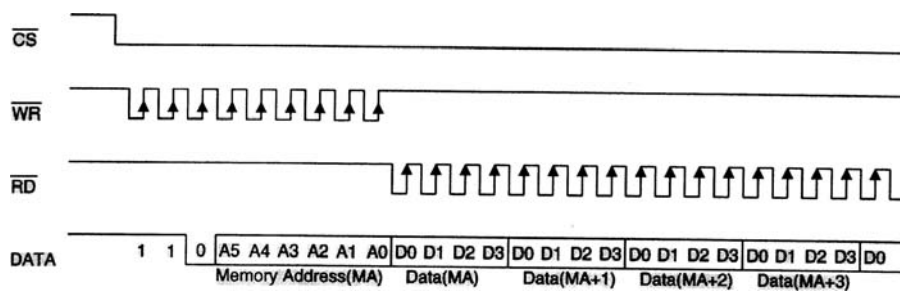 CS
WR
RD
DATA 1 1 0 A5 A4 A3 A2 A1 A0 D0 D1 D2 D3 D0 D1 D2 D3 D0 D1 D2 D3 D0 D1 D2 D3 D0
Memory Address(MA) Data(MA) Data(MA+1) Data(MA+2) Data(MA+3)